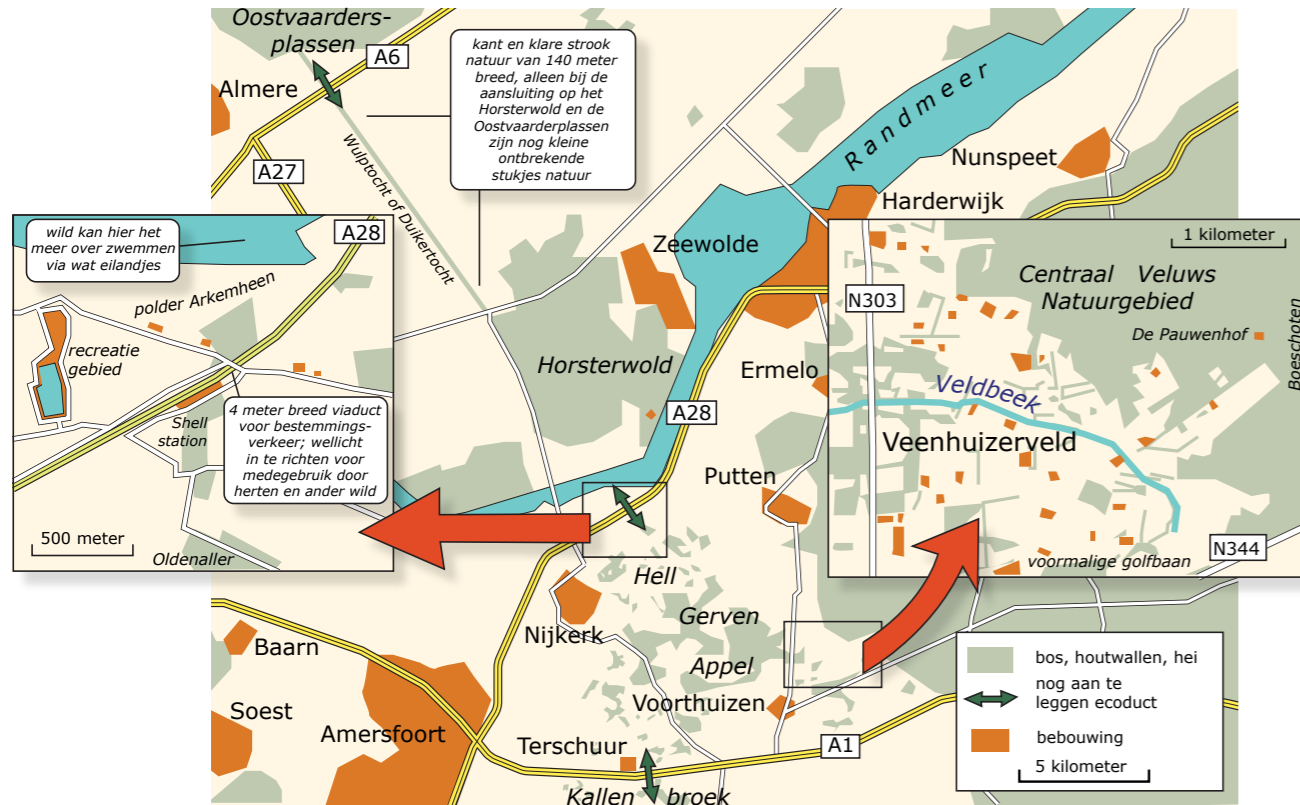 Oostvaarders-
plassen
A6
Almere
kant en klare strook
natuur van 140 meter
breed, alleen bij de
aansluiting op het
Horsterwold en de
Oostvaarderplassen
zijn nog kleine
ontbrekende
stukjes natuur
Wulptocht of Duikertocht
A27
Randmeer
Nunspeet
Harderwijk
Zeewolde
Horsterwold
Ermelo
A28
Putten
wild kan hier het
meer over zwemmen
via wat eilandjes
A28
polder Arkemheen
recreatie
gebied
Shell
station
4 meter breed viaduct
voor bestemmings-
verkeer; wellicht
in te richten voor
medegebruik door
herten en ander wild
500 meter
Oldenaller
1 kilometer
Centraal Veluws
Natuurgebied
N303
De Pauwenhof
Boeschoten
Veldbeek
Veenhuizerveld
N344
voormalige golfbaan
Hell
Gerven
Nijkerk
Appel
Baarn
Voorthuizen
Soest
Amersfoort
Terschuur
A1
Kallen broek
bos, houtwallen, hei
nog aan te
leggen ecoduct
bebouwing
5 kilometer